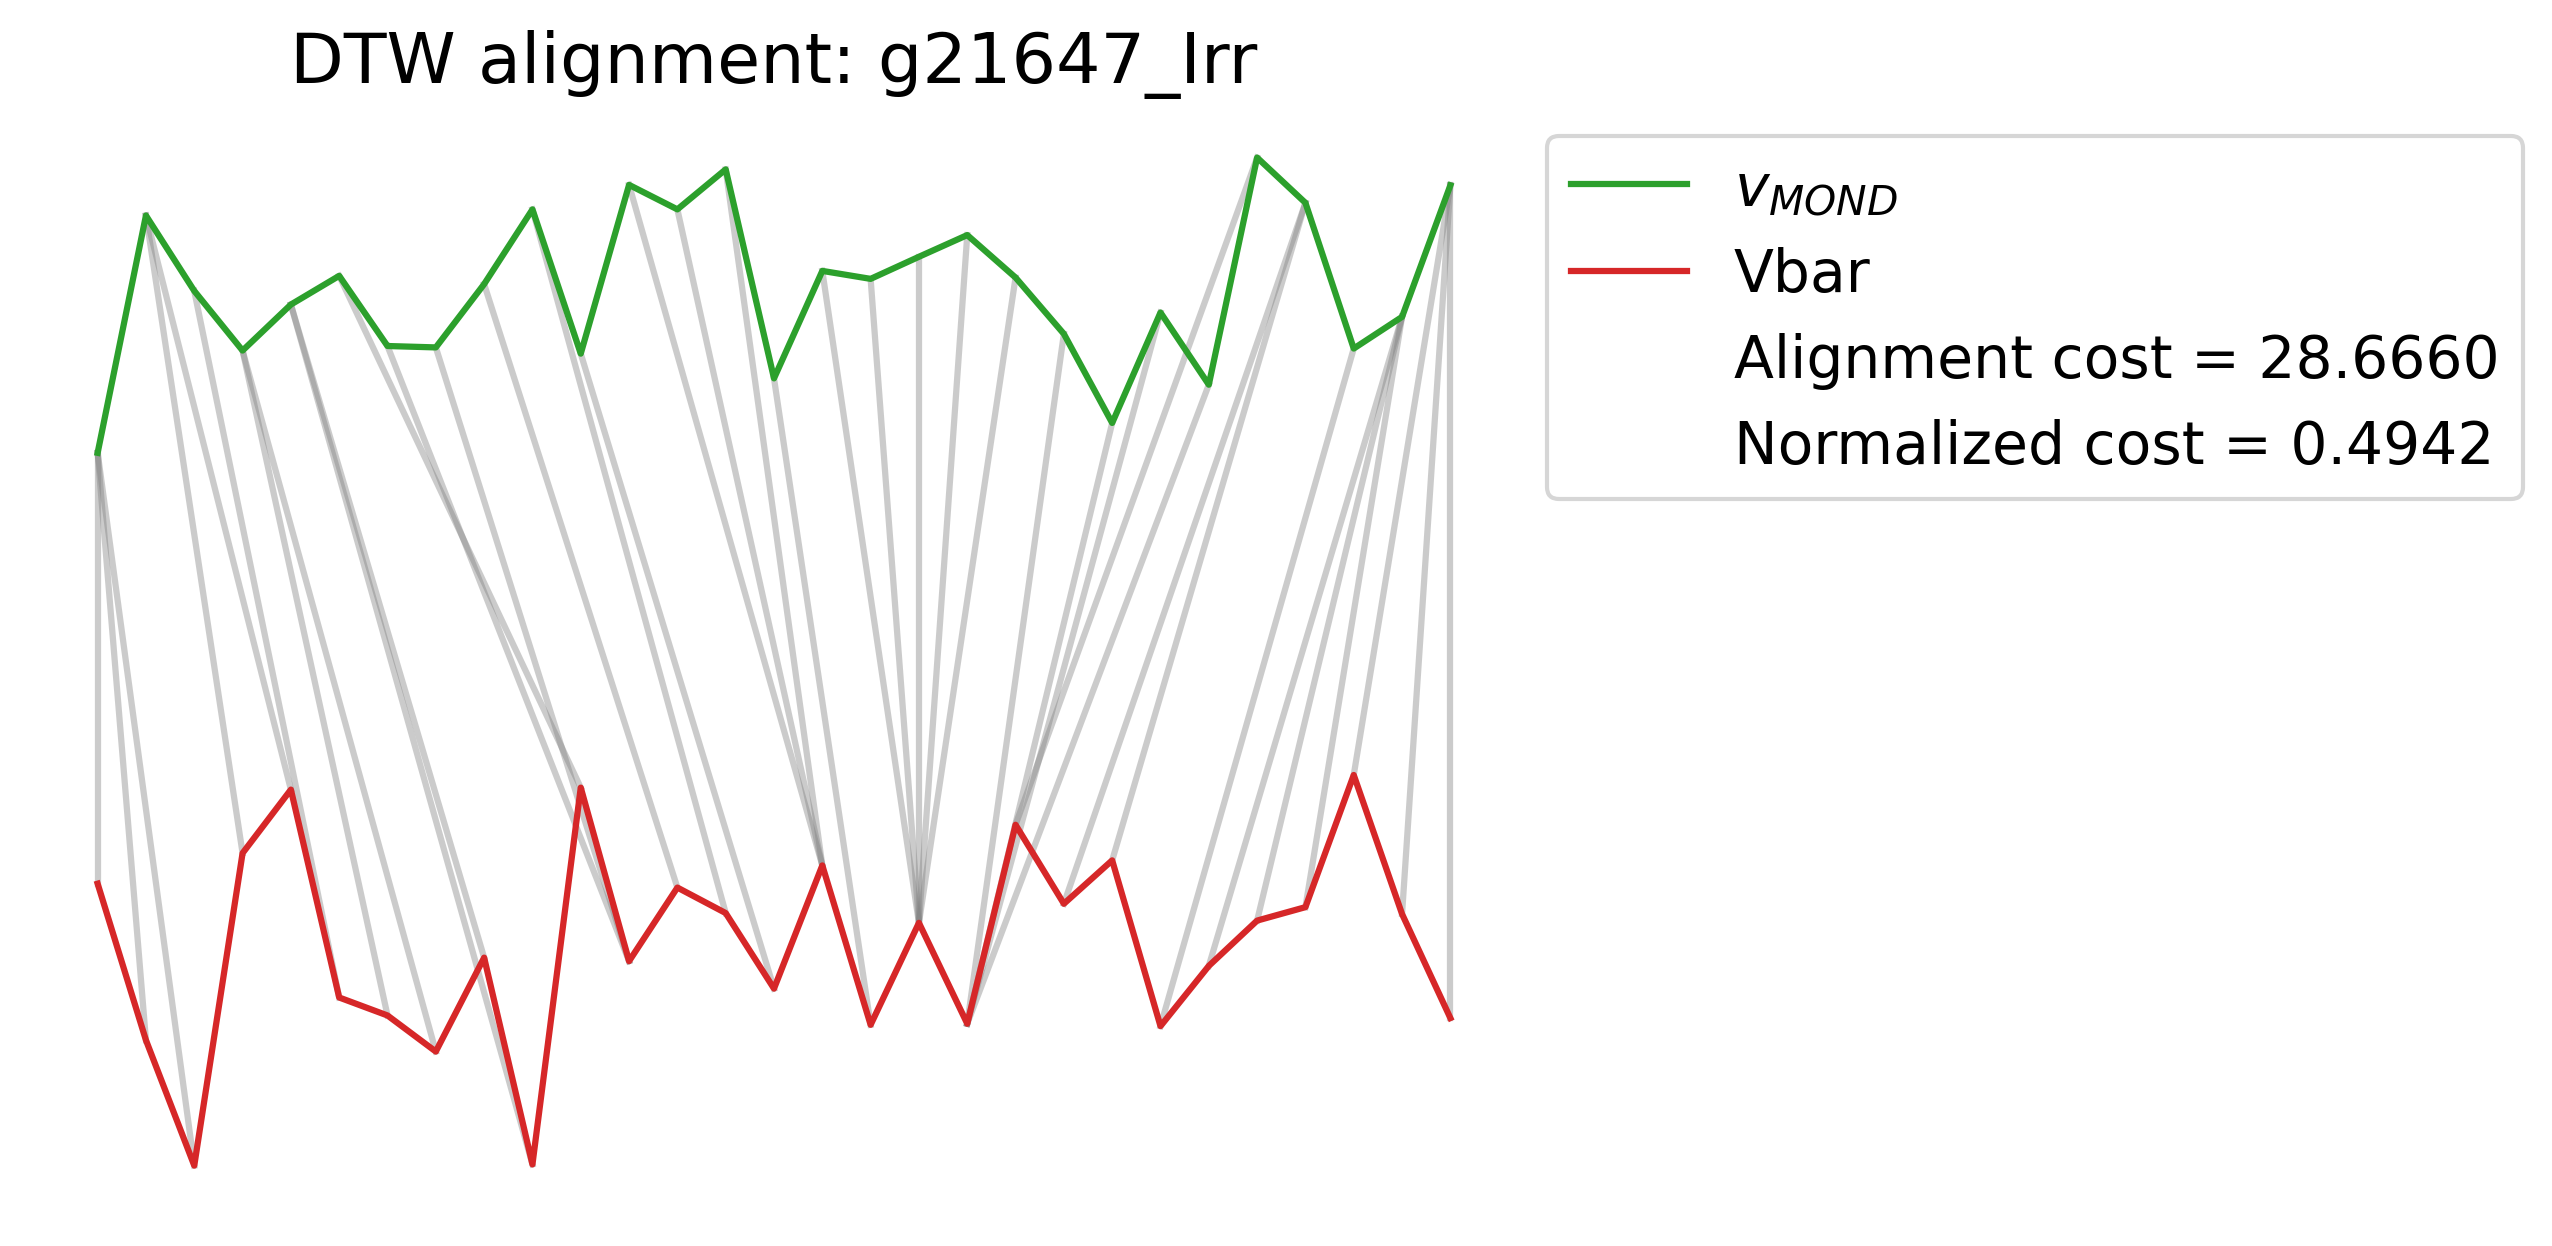 DTW alignment: g21647_Irr
v_MOND
Vbar
Alignment cost = 28.6660
Normalized cost = 0.4942